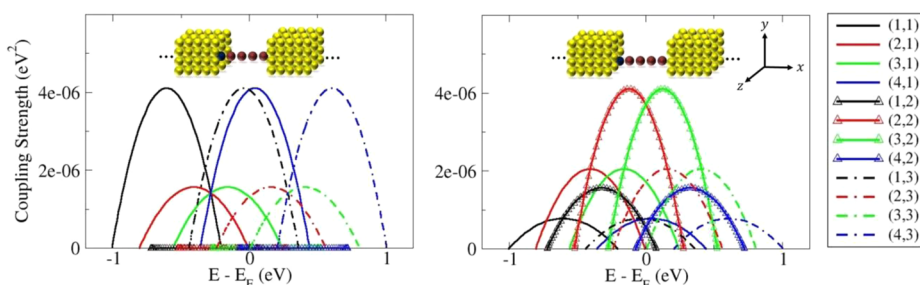 Coupling Strength (eV²)
4e-06
2e-06
0
-1
0
1
E - E_F (eV)
4e-06
2e-06
0
-1
0
1
E - E_F (eV)
y
x
z
(1,1)
(2,1)
(3,1)
(4,1)
(1,2)
(2,2)
(3,2)
(4,2)
(1,3)
(2,3)
(3,3)
(4,3)